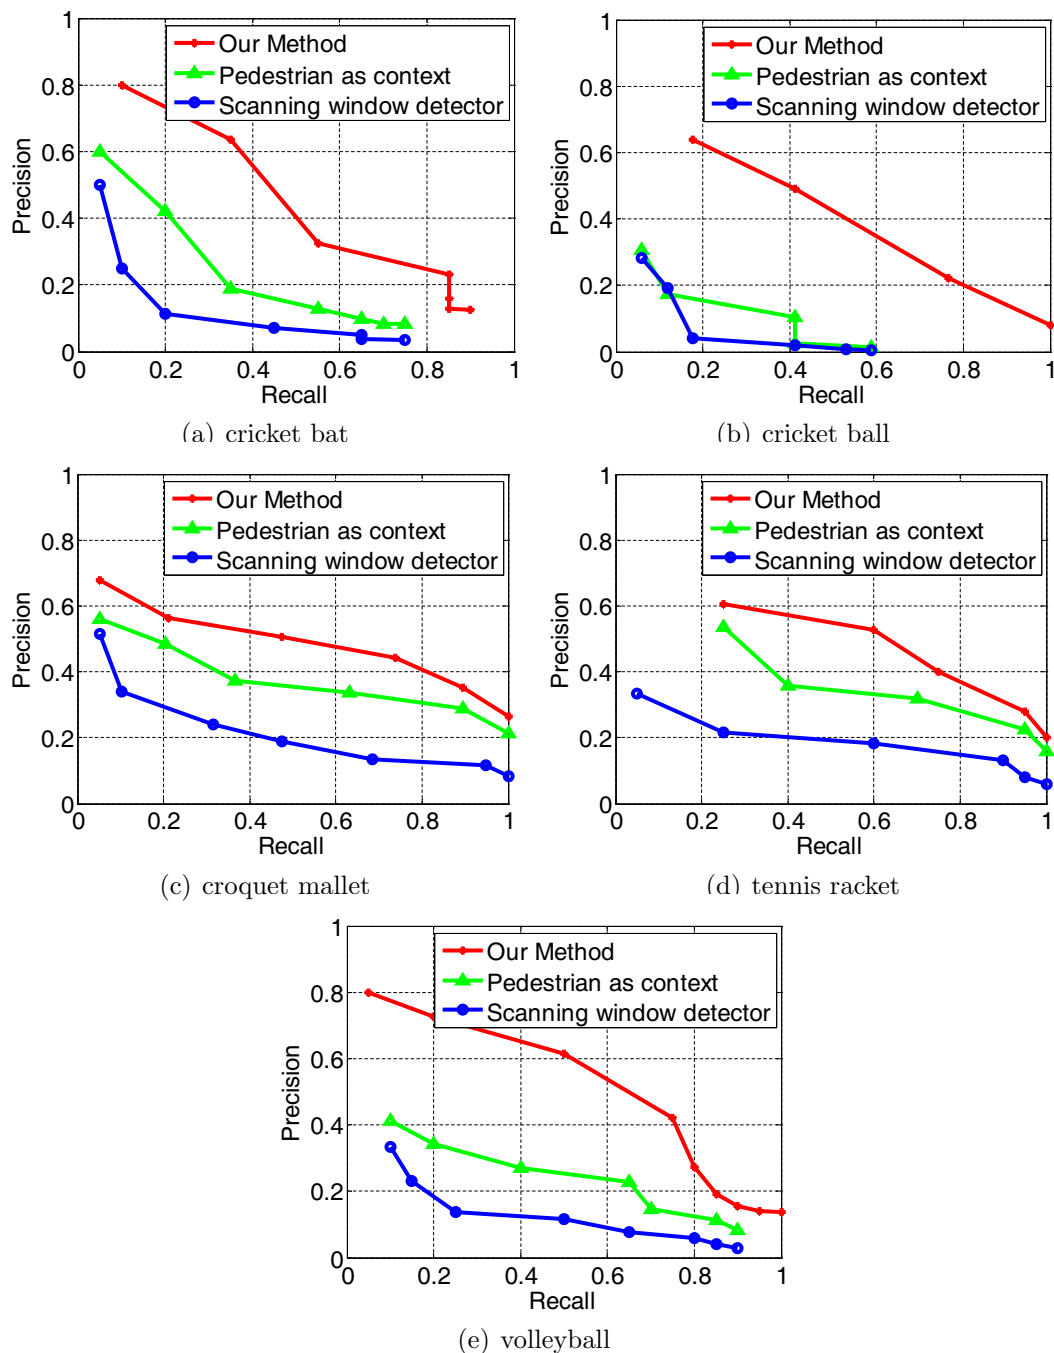 1
0.8
0.6
0.4
0.2
0
Precision
Our Method
Pedestrian as context
Scanning window detector
0 0.2 0.4 0.6 0.8 1
Recall
(a) cricket bat
1
0.8
0.6
0.4
0.2
0
Precision
Our Method
Pedestrian as context
Scanning window detector
0 0.2 0.4 0.6 0.8 1
Recall
(b) cricket ball
1
0.8
0.6
0.4
0.2
0
Precision
Our Method
Pedestrian as context
Scanning window detector
0 0.2 0.4 0.6 0.8 1
Recall
(c) croquet mallet
1
0.8
0.6
0.4
0.2
0
Precision
Our Method
Pedestrian as context
Scanning window detector
0 0.2 0.4 0.6 0.8 1
Recall
(d) tennis racket
1
0.8
0.6
0.4
0.2
0
Precision
Our Method
Pedestrian as context
Scanning window detector
0 0.2 0.4 0.6 0.8 1
Recall
(e) volleyball